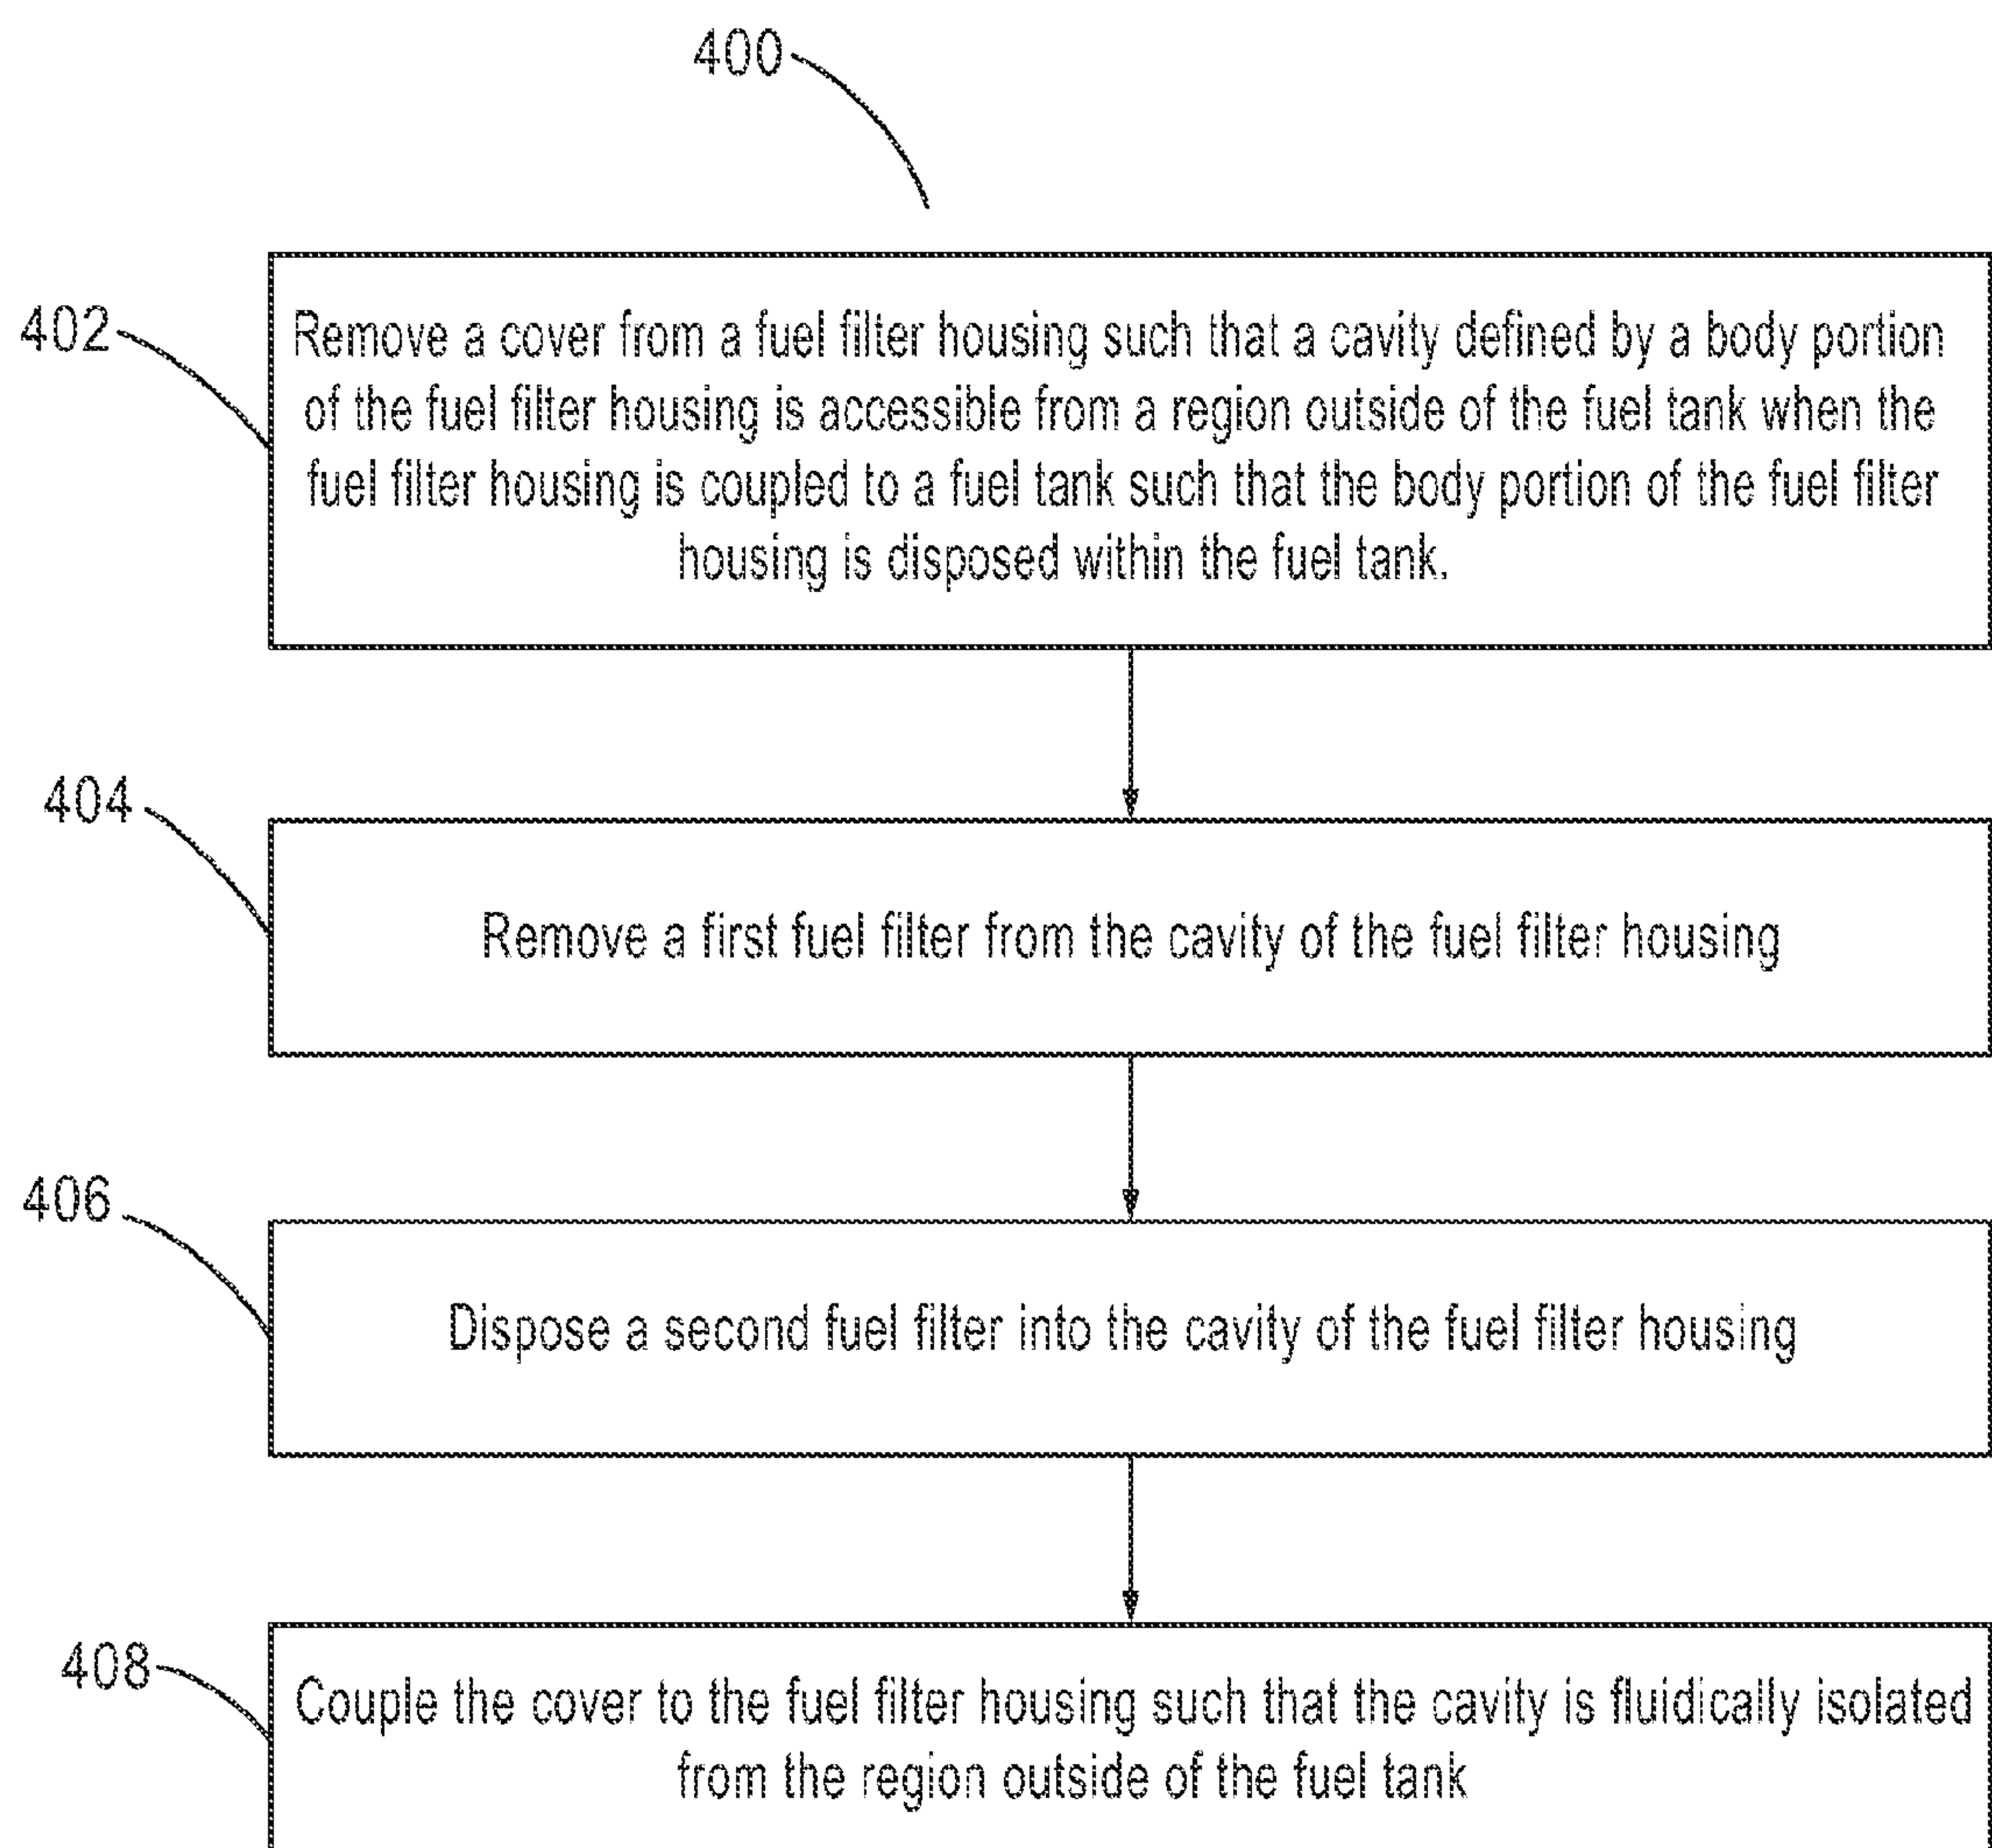 400
402
Remove a cover from a fuel filter housing such that a cavity defined by a body portion
of the fuel filter housing is accessible from a region outside of the fuel tank when the
fuel filter housing is coupled to a fuel tank such that the body portion of the fuel filter
housing is disposed within the fuel tank.
404
Remove a first fuel filter from the cavity of the fuel filter housing
406
Dispose a second fuel filter into the cavity of the fuel filter housing
408
Couple the cover to the fuel filter housing such that the cavity is fluidically isolated
from the region outside of the fuel tank